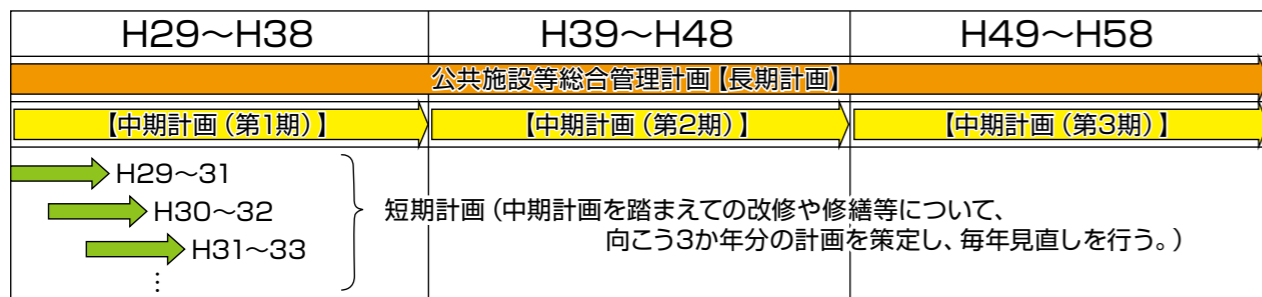 H29～H38
H39～H48
H49～H58
公共施設等総合管理計画【長期計画】
【中期計画（第1期）】
【中期計画（第2期）】
【中期計画（第3期）】
H29～31
H30～32
H31～33
⋮
短期計画（中期計画を踏まえての改修や修繕等について、
向こう3か年分の計画を策定し、毎年見直しを行う。）